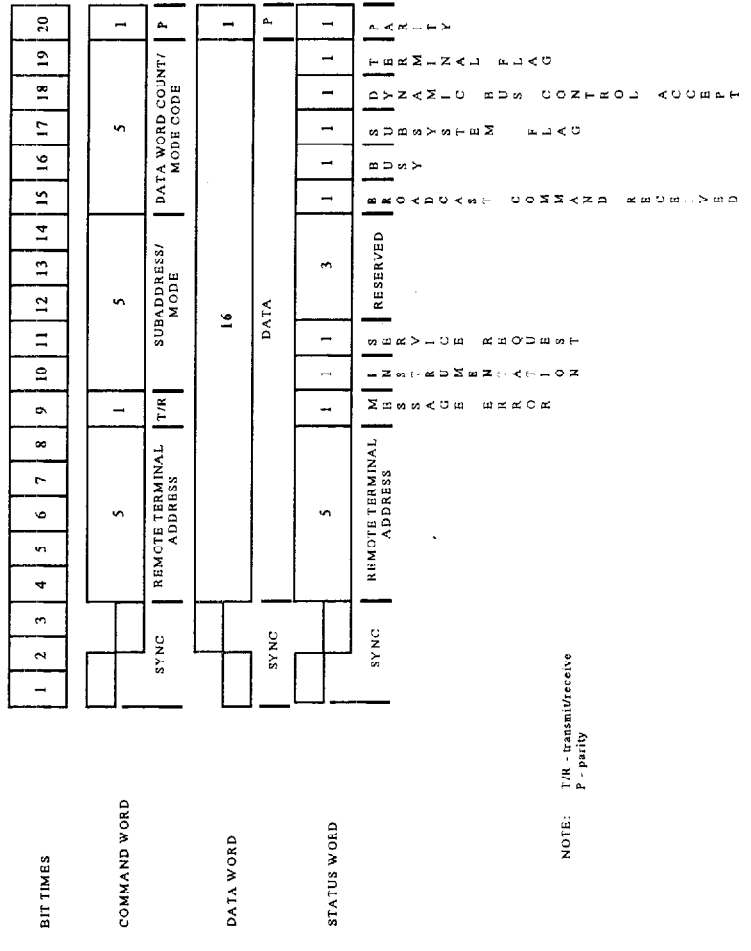 BIT TIMES 1 2 3 4 5 6 7 8 9 10 11 12 13 14 15 16 17 18 19 20
COMMAND WORD
5 1 5 5 1
SYNC
REMOTE TERMINAL
ADDRESS
T/R
SUBADDRESS/
MODE
DATA WORD COUNT/
MODE CODE
P
DATA WORD
16 1
SYNC
DATA
P
STATUS WORD
5 1 1 1 3 1 1 1 1 1 1
SYNC
REMOTE TERMINAL
ADDRESS
MESSAGE ERROR
INSTRUMENTATION
SERVICE REQUEST
RESERVED
BROADCAST COMMAND RECEIVED
BUSY
SUBSYSTEM FLAG
DYNAMIC BUS CONTROL ACCEPT
TERMINAL FLAG
PARITY
NOTE: T/R - transmit/receive
P - parity